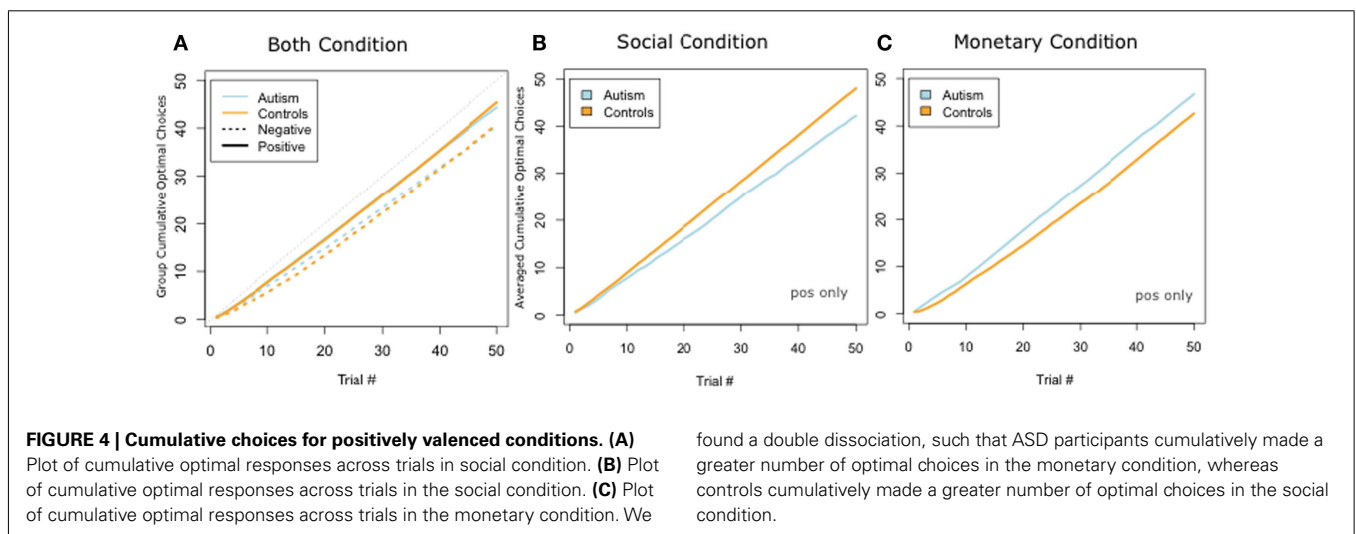 A
Both Condition
Group Cumulative Optimal Choices
50
40
30
20
10
0
Autism
Controls
Negative
Positive
0 10 20 30 40 50
Trial #
B
Social Condition
Averaged Cumulative Optimal Choices
50
40
30
20
10
0
Autism
Controls
pos only
0 10 20 30 40 50
Trial #
C
Monetary Condition
50
40
30
20
10
0
Autism
Controls
pos only
0 10 20 30 40 50
Trial #
FIGURE 4 | Cumulative choices for positively valenced conditions. (A)
Plot of cumulative optimal responses across trials in social condition. (B) Plot
of cumulative optimal responses across trials in the social condition. (C) Plot
of cumulative optimal responses across trials in the monetary condition. We
found a double dissociation, such that ASD participants cumulatively made a
greater number of optimal choices in the monetary condition, whereas
controls cumulatively made a greater number of optimal choices in the social
condition.